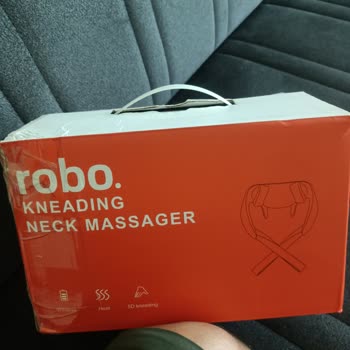 robo.
KNEADING
NECK MASSAGER
Heat
3D kneading